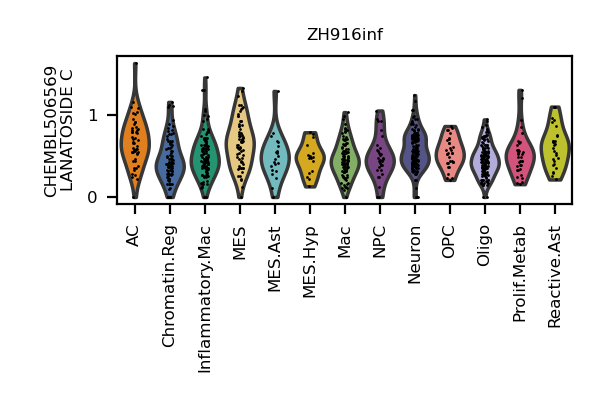 ZH916inf
CHEMBL506569
LANATOSIDE C
1
0
AC
Chromatin.Reg
Inflammatory.Mac
MES
MES.Ast
MES.Hyp
Mac
NPC
Neuron
OPC
Oligo
Prolif.Metab
Reactive.Ast